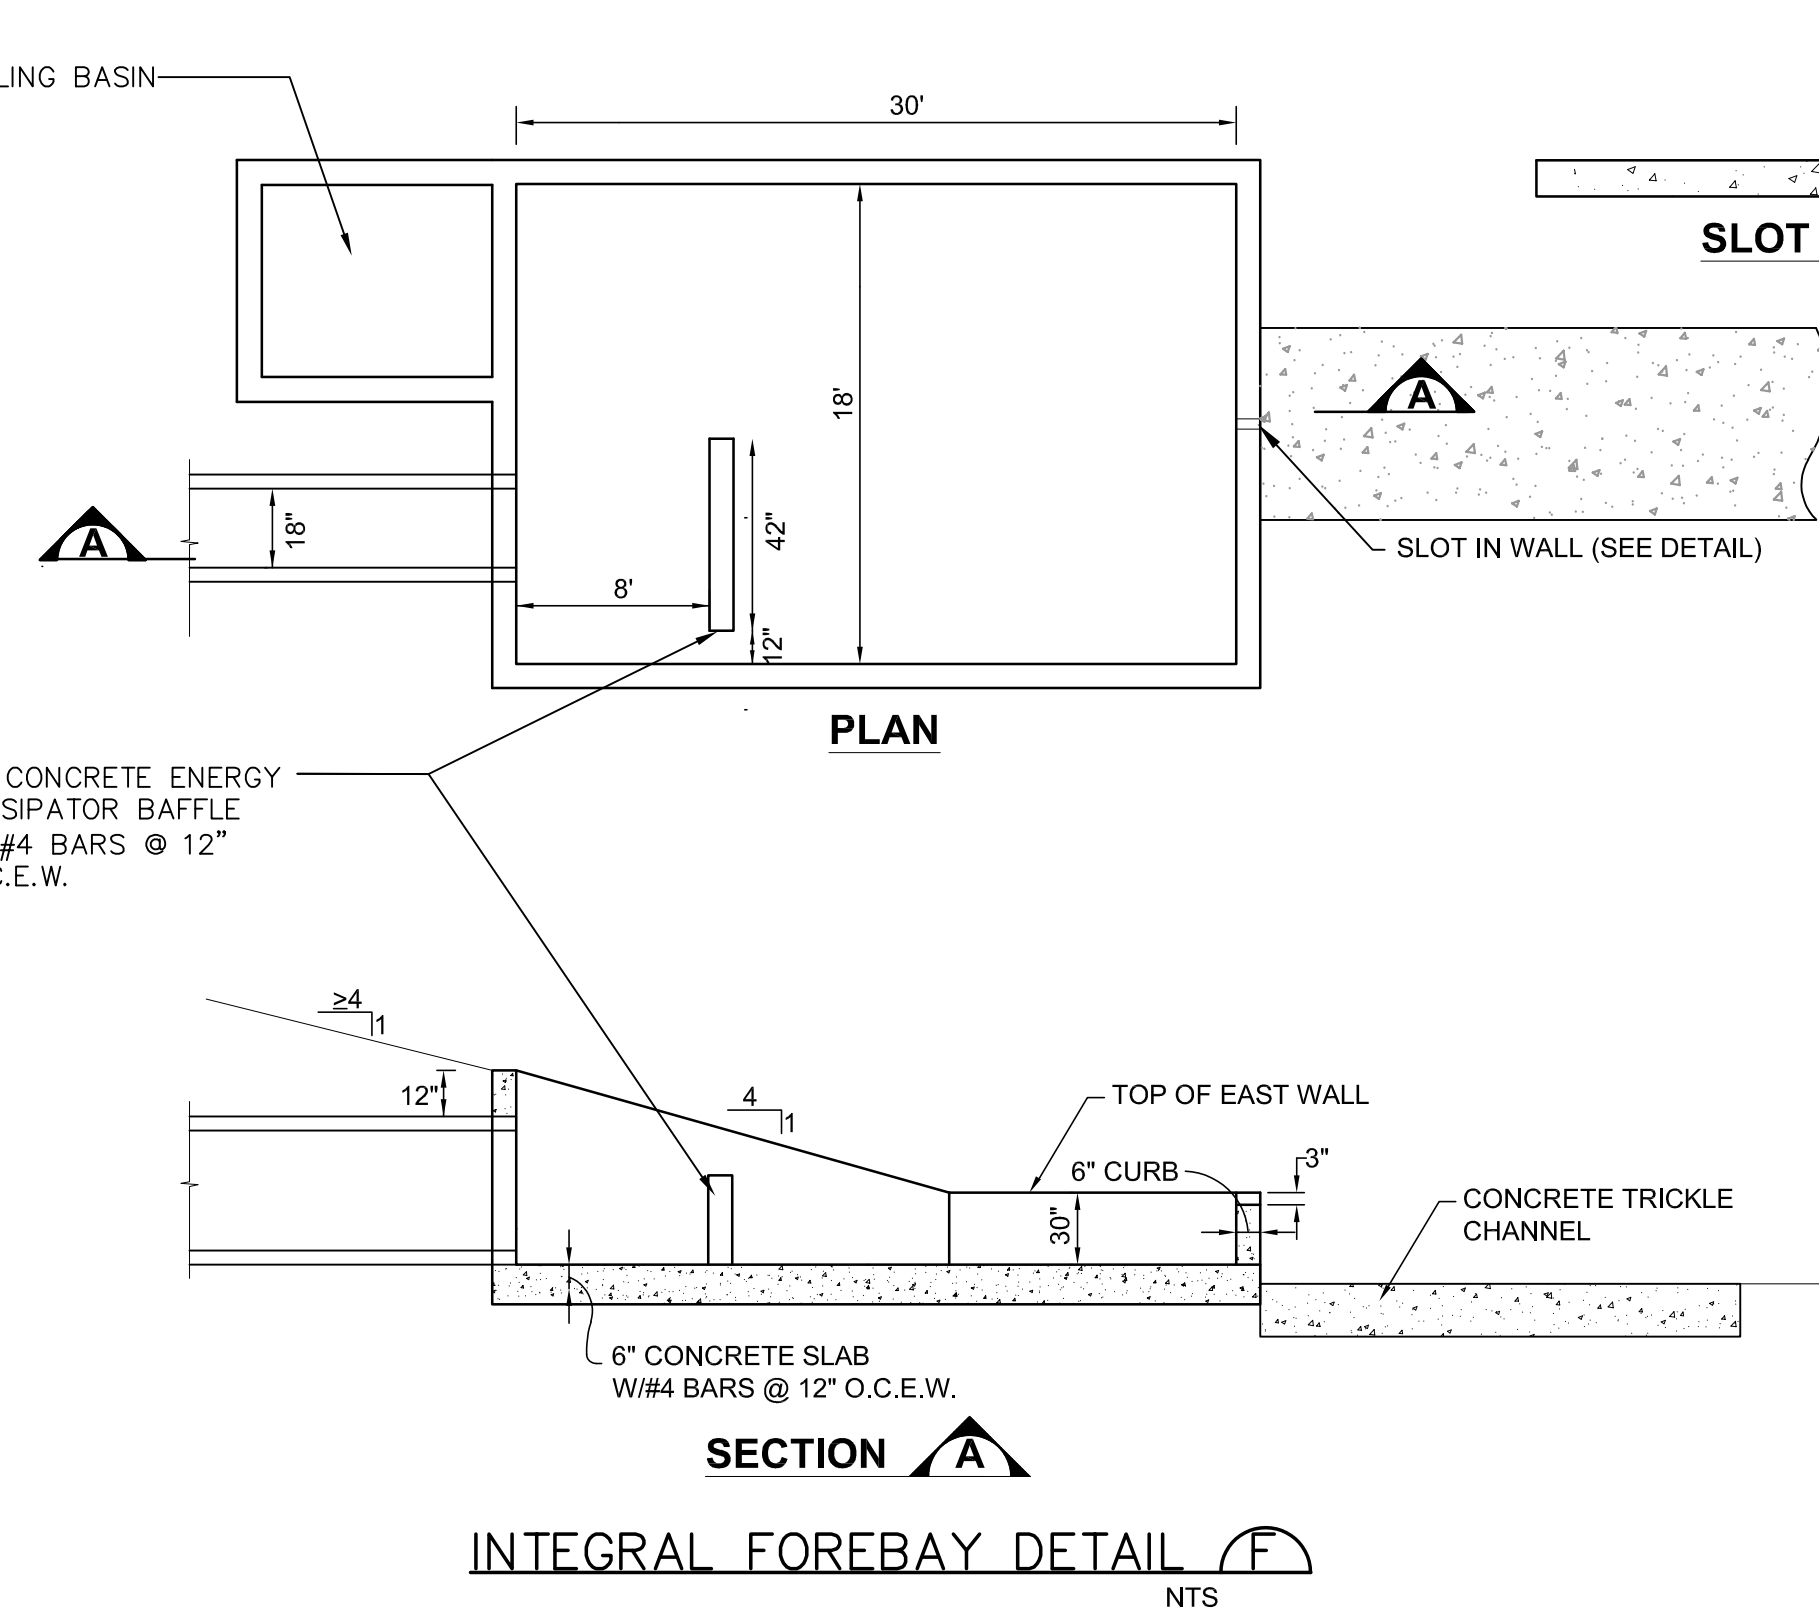 LING BASIN
30'
SLOT
18'
A
18"
A
42"
8'
12"
SLOT IN WALL (SEE DETAIL)
PLAN
CONCRETE ENERGY
SIPATOR BAFFLE
#4 BARS @ 12”
C.E.W.
≥4
1
12"
4
1
TOP OF EAST WALL
6" CURB
3"
30"
CONCRETE TRICKLE
CHANNEL
6" CONCRETE SLAB
W/#4 BARS @ 12" O.C.E.W.
SECTION A
INTEGRAL FOREBAY DETAIL F
NTS